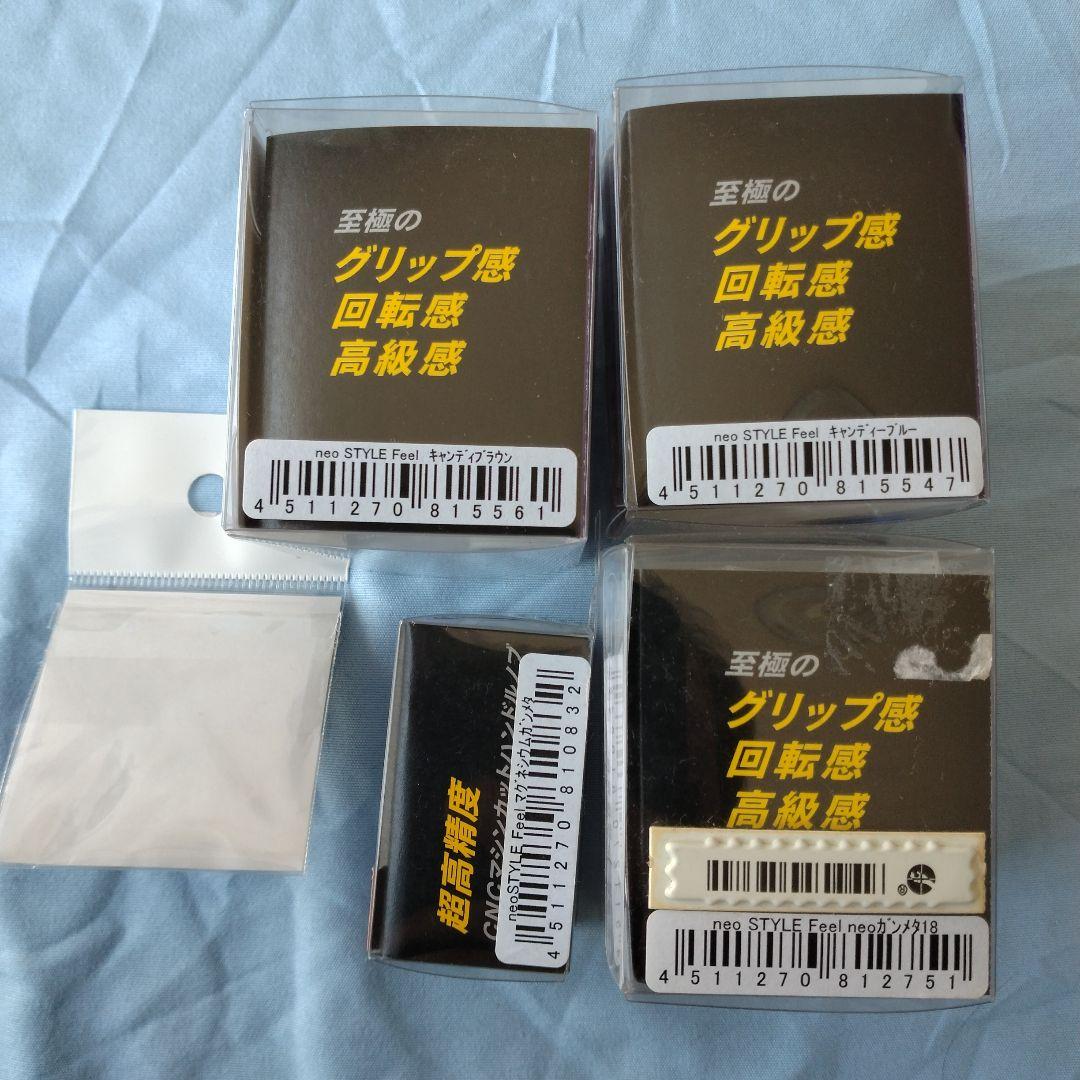 至極の
グリップ感
回転感
高級感
neo STYLE Feel キャンディブラウン
4 511270 815561
至極の
グリップ感
回転感
高級感
neo STYLE Feel キャンディーブルー
4 511270 815547
超高精度
CNCマシンカットハンドルノブ
neoSTYLE Feel マグネシウムガンメタ
4 511270 810832
至極の
グリップ感
回転感
高級感
®
neo STYLE Feel neoガンメタ18
4 511270 812751